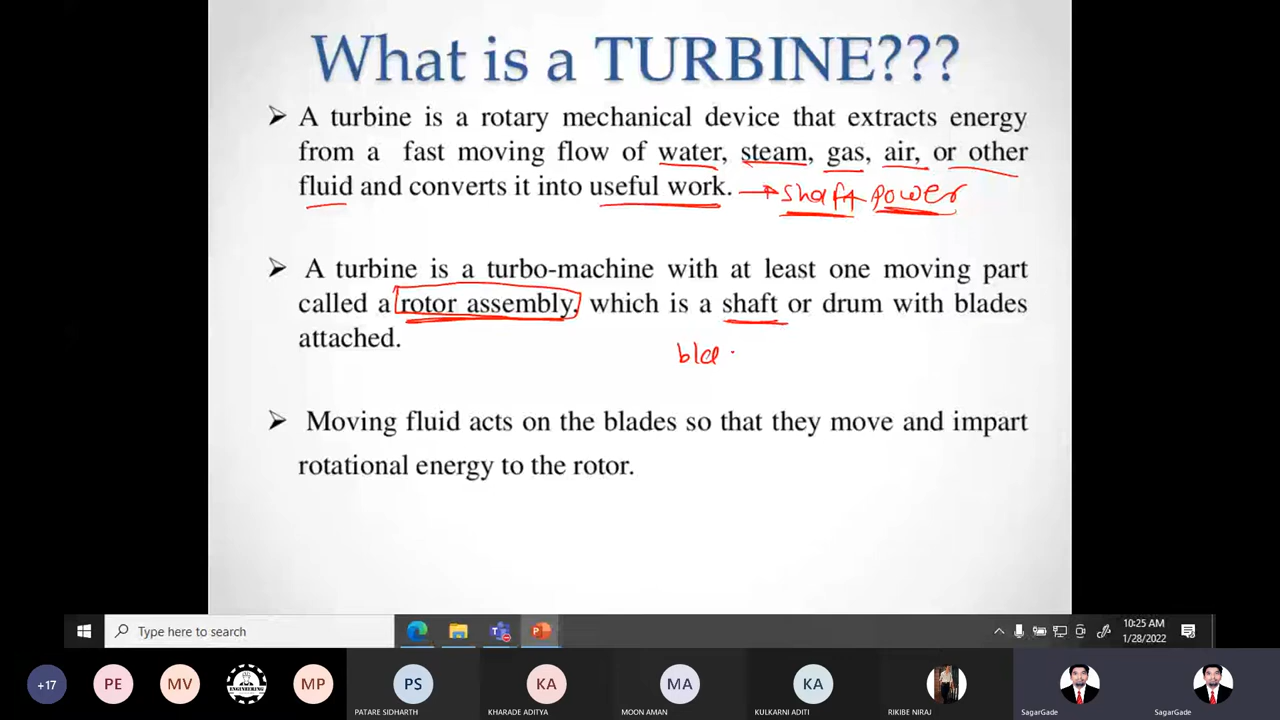 What is a TURBINE???
➢ A turbine is a rotary mechanical device that extracts energy
from a fast moving flow of water, steam, gas, air, or other
fluid and converts it into useful work. → shaft power
➢ A turbine is a turbo-machine with at least one moving part
called a rotor assembly, which is a shaft or drum with blades
attached.
bla
➢ Moving fluid acts on the blades so that they move and impart
rotational energy to the rotor.
Type here to search
10:25 AM
1/28/2022
+17
PE
MV
ENGINEERING
MP
PS
KA
MA
KA
PATARE SIDHARTH
KHARADE ADITYA
MOON AMAN
KULKARNI ADITI
RIKIBE NIRAJ
SagarGade
SagarGade